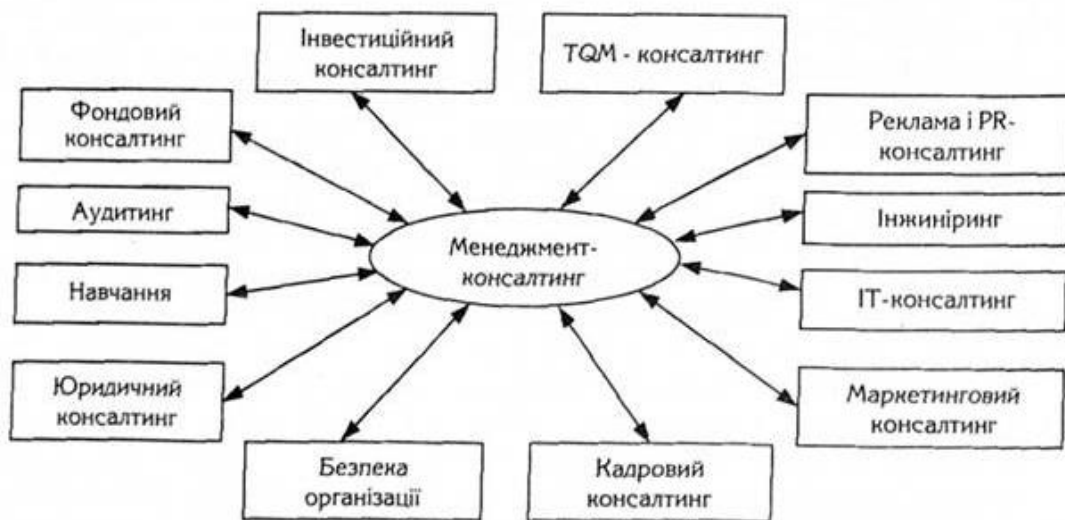 Інвестиційний
консалтинг
TQM - консалтинг
Фондовий
консалтинг
Реклама і PR-
консалтинг
Аудитинг
Інжиніринг
Менеджмент-
консалтинг
Навчання
ІТ-консалтинг
Юридичний
консалтинг
Маркетинговий
консалтинг
Безпека
організації
Кадровий
консалтинг